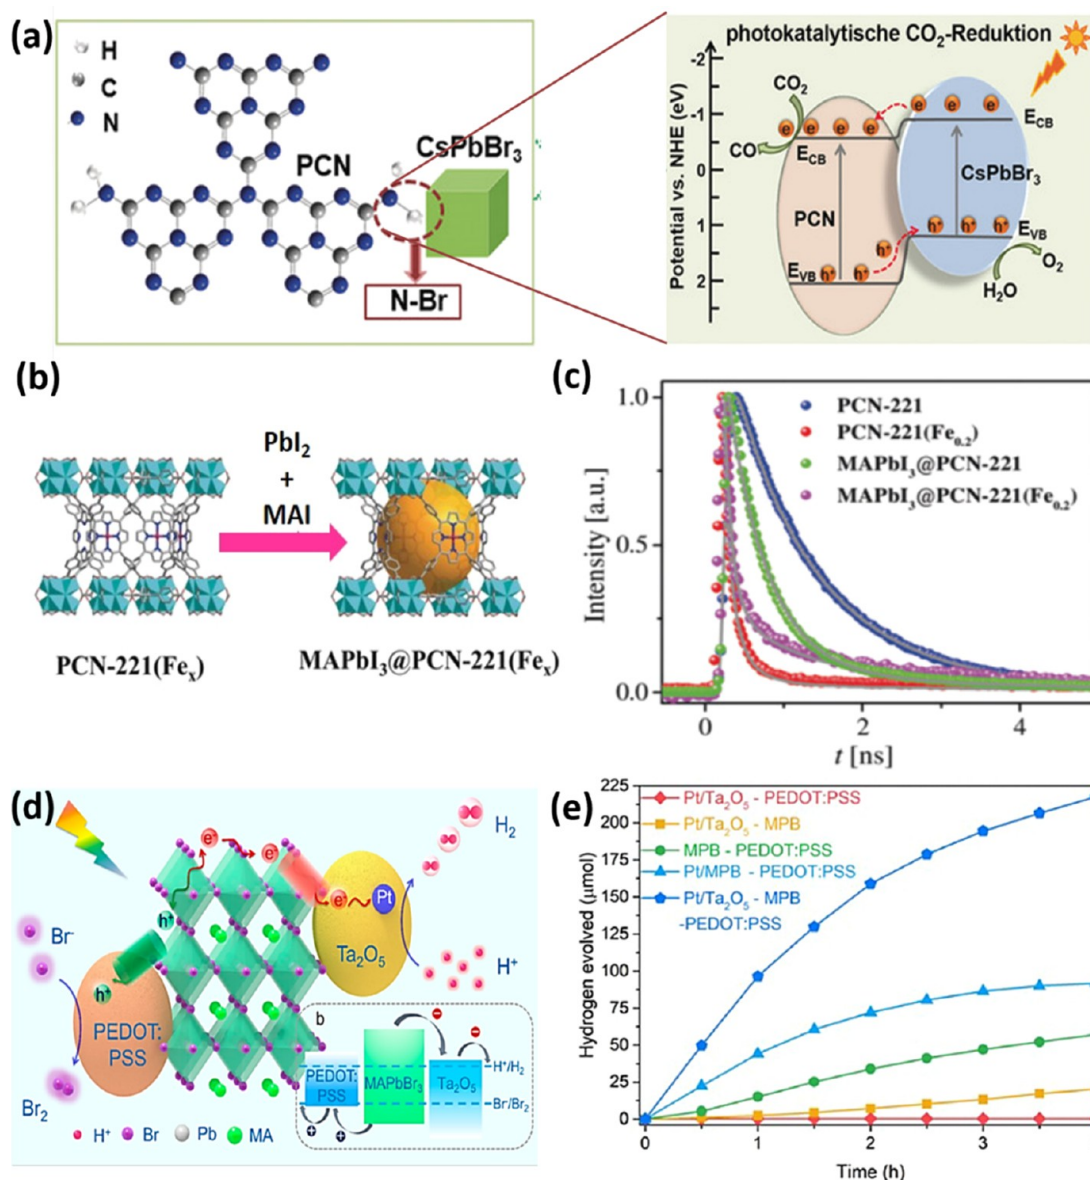 (a)
H
C
N
PCN
CsPbBr₃
N-Br
photokatalytische CO₂-Reduktion
Potential vs. NHE (eV)
-2
-1
0
1
2
CO₂
CO
e e e e
e e e
E_CB
E_CB
PCN
CsPbBr₃
E_VB
E_VB
h⁺ h⁺ h⁺
h⁺ h⁺ h⁺
O₂
H₂O
(b)
PbI₂
+
MAI
PCN-221(Feₓ)
MAPbI₃@PCN-221(Feₓ)
(c)
PCN-221
PCN-221(Fe₀.₂)
MAPbI₃@PCN-221
MAPbI₃@PCN-221(Fe₀.₂)
Intensity [a.u.]
1.0
0.5
0.0
0 2 4
t [ns]
(d)
H₂
e⁻ e⁻
h⁺
e⁻ Pt
Ta₂O₅
Br⁻
H⁺
h⁺
PEDOT:
PSS
Br₂
b
PEDOT:
PSS
MAPbBr₃
Ta₂O₅
H⁺/H₂
Br⁻/Br₂
H⁺ Br Pb MA
(e)
Pt/Ta₂O₅ - PEDOT:PSS
Pt/Ta₂O₅ - MPB
MPB - PEDOT:PSS
Pt/MPB - PEDOT:PSS
Pt/Ta₂O₅ - MPB
-PEDOT:PSS
Hydrogen evolved (µmol)
225
200
175
150
125
100
75
50
25
0
0 1 2 3
Time (h)